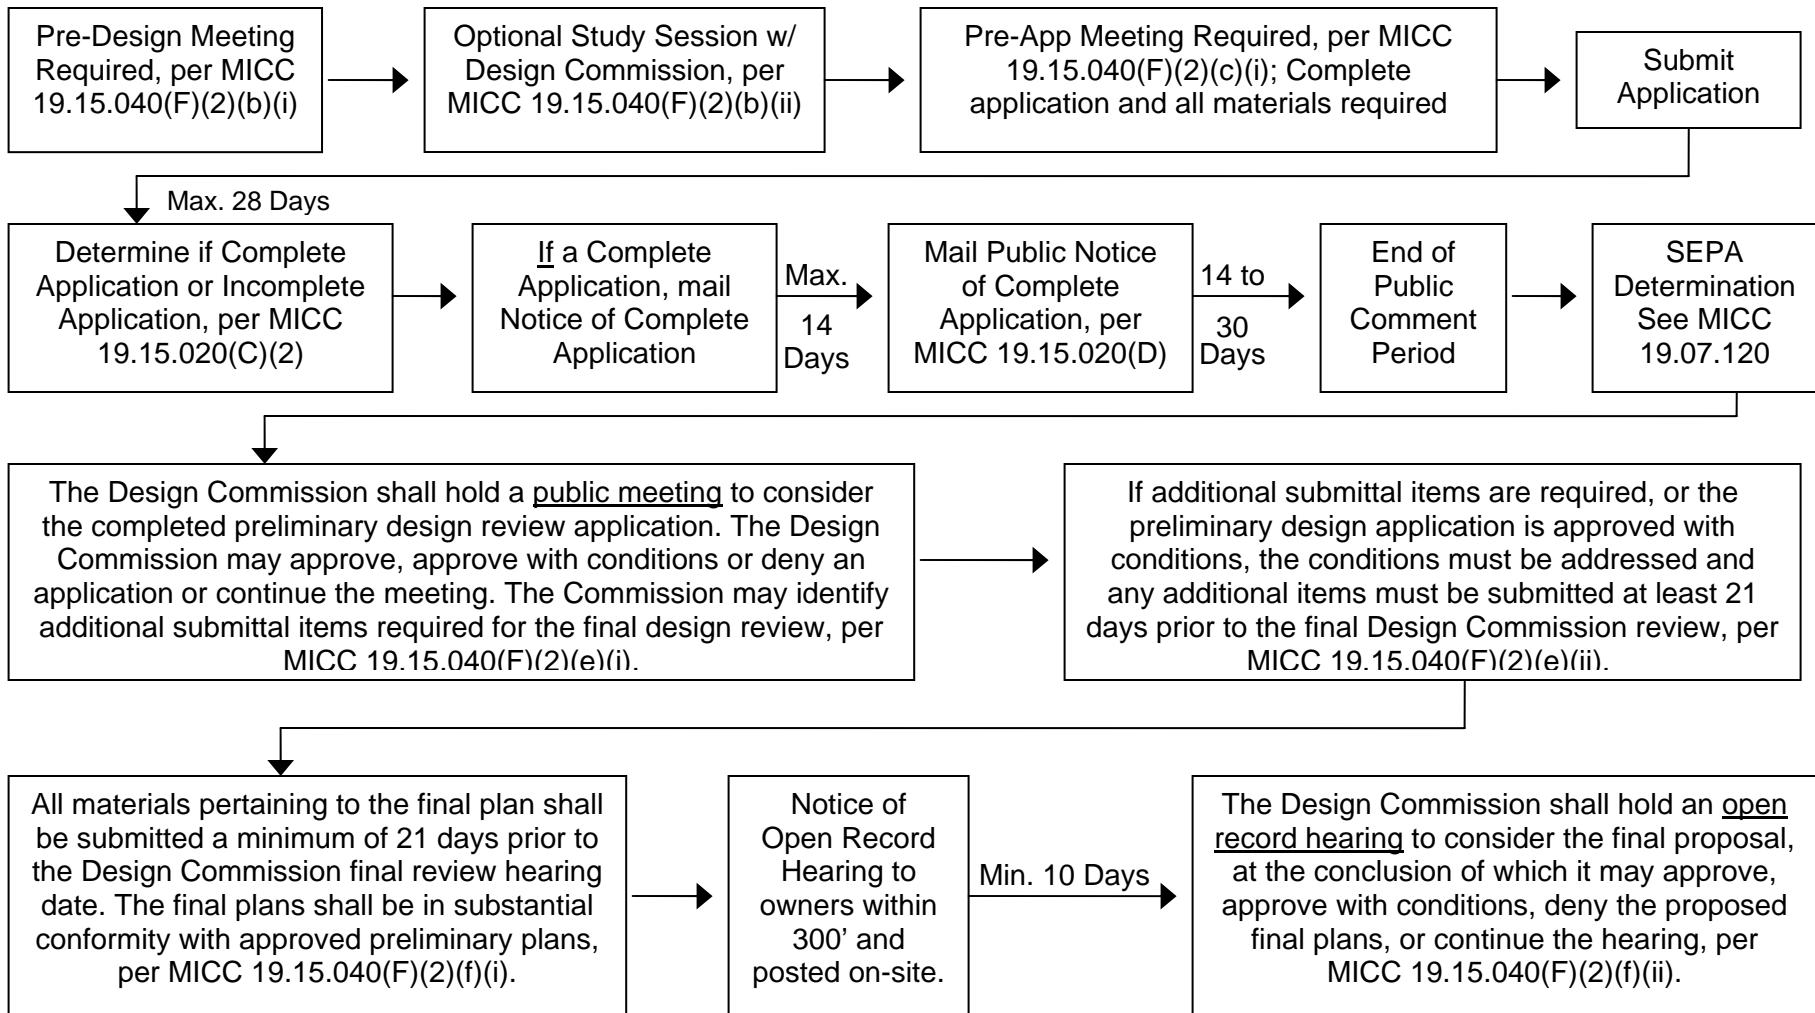 Pre-Design Meeting
Required, per MICC
19.15.040(F)(2)(b)(i)
Optional Study Session w/
Design Commission, per
MICC 19.15.040(F)(2)(b)(ii)
Pre-App Meeting Required, per MICC
19.15.040(F)(2)(c)(i); Complete
application and all materials required
Submit
Application
Max. 28 Days
Determine if Complete
Application or Incomplete
Application, per MICC
19.15.020(C)(2)
If a Complete
Application, mail
Notice of Complete
Application
Max.
14
Days
Mail Public Notice
of Complete
Application, per
MICC 19.15.020(D)
14 to
30
Days
End of
Public
Comment
Period
SEPA
Determination
See MICC
19.07.120
The Design Commission shall hold a public meeting to consider
the completed preliminary design review application. The Design
Commission may approve, approve with conditions or deny an
application or continue the meeting. The Commission may identify
additional submittal items required for the final design review, per
MICC 19.15.040(F)(2)(e)(i).
If additional submittal items are required, or the
preliminary design application is approved with
conditions, the conditions must be addressed and
any additional items must be submitted at least 21
days prior to the final Design Commission review, per
MICC 19.15.040(F)(2)(e)(ii).
All materials pertaining to the final plan shall
be submitted a minimum of 21 days prior to
the Design Commission final review hearing
date. The final plans shall be in substantial
conformity with approved preliminary plans,
per MICC 19.15.040(F)(2)(f)(i).
Notice of
Open Record
Hearing to
owners within
300' and
posted on-site.
Min. 10 Days
The Design Commission shall hold an open
record hearing to consider the final proposal,
at the conclusion of which it may approve,
approve with conditions, deny the proposed
final plans, or continue the hearing, per
MICC 19.15.040(F)(2)(f)(ii).